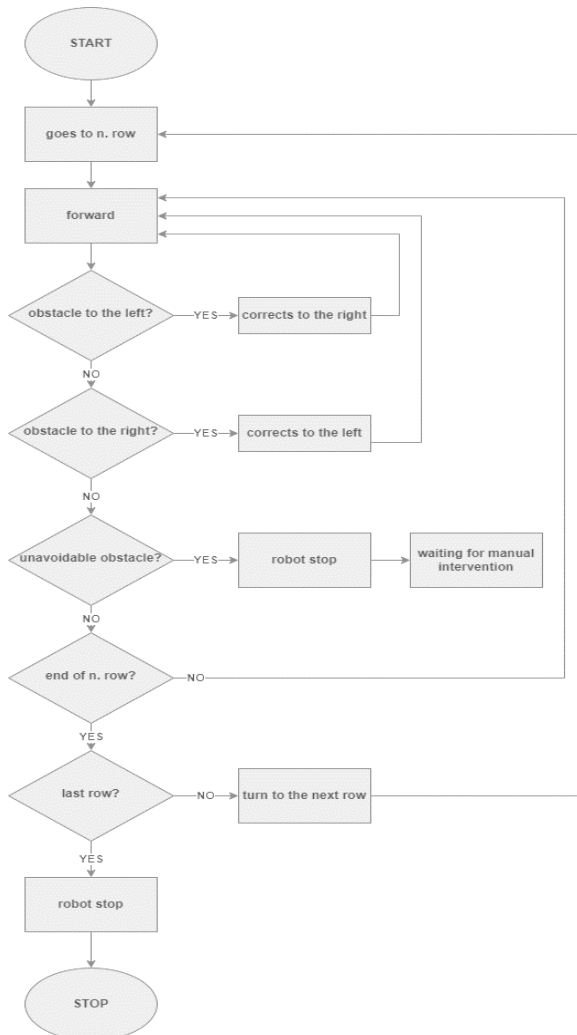 START
goes to n. row
forward
obstacle to the left?
YES
corrects to the right
NO
obstacle to the right?
YES
corrects to the left
NO
unavoidable obstacle?
YES
robot stop
waiting for manual
intervention
NO
end of n. row?
NO
YES
last row?
NO
turn to the next row
YES
robot stop
STOP